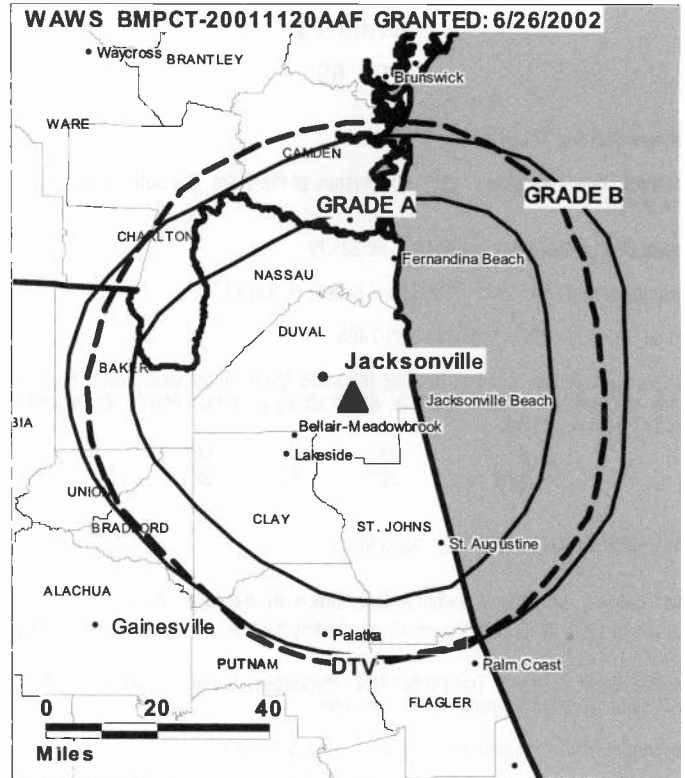 WAWS BMPCT-20011120AAF GRANTED: 6/26/2002
Waycross
BRANTLEY
Brunswick
WARE
CAMDEN
GRADE B
GRADE A
CHARLTON
Fernandina Beach
NASSAU
DUVAL
Jacksonville
BAKER
Jacksonville Beach
BIA
Bellair-Meadowbrook
Lakeside
UNION
CLAY
BRADFORD
ST. JOHNS
St. Augustine
ALACHUA
Gainesville
Palatka
PUTNAM
DTV
Palm Coast
FLAGLER
0 20 40
Miles